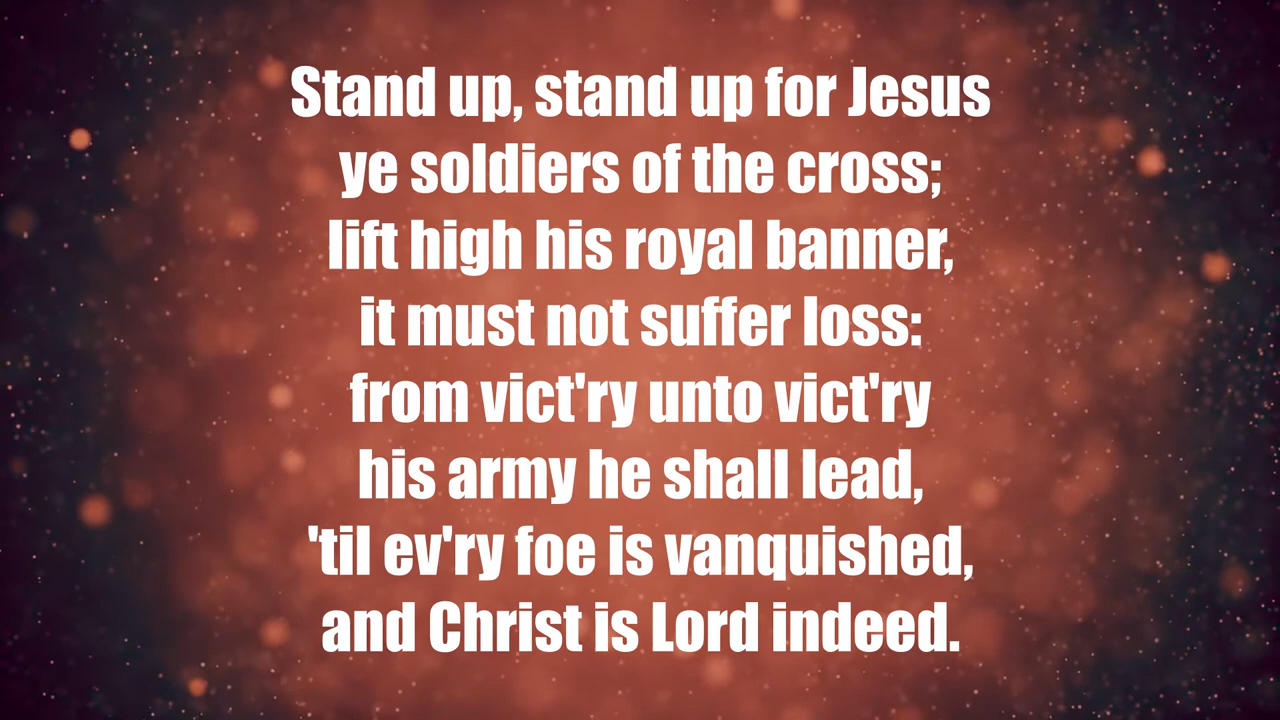 Stand up, stand up for Jesus
ye soldiers of the cross;
lift high his royal banner,
it must not suffer loss:
from vict'ry unto vict'ry
his army he shall lead,
'til ev'ry foe is vanquished,
and Christ is Lord indeed.